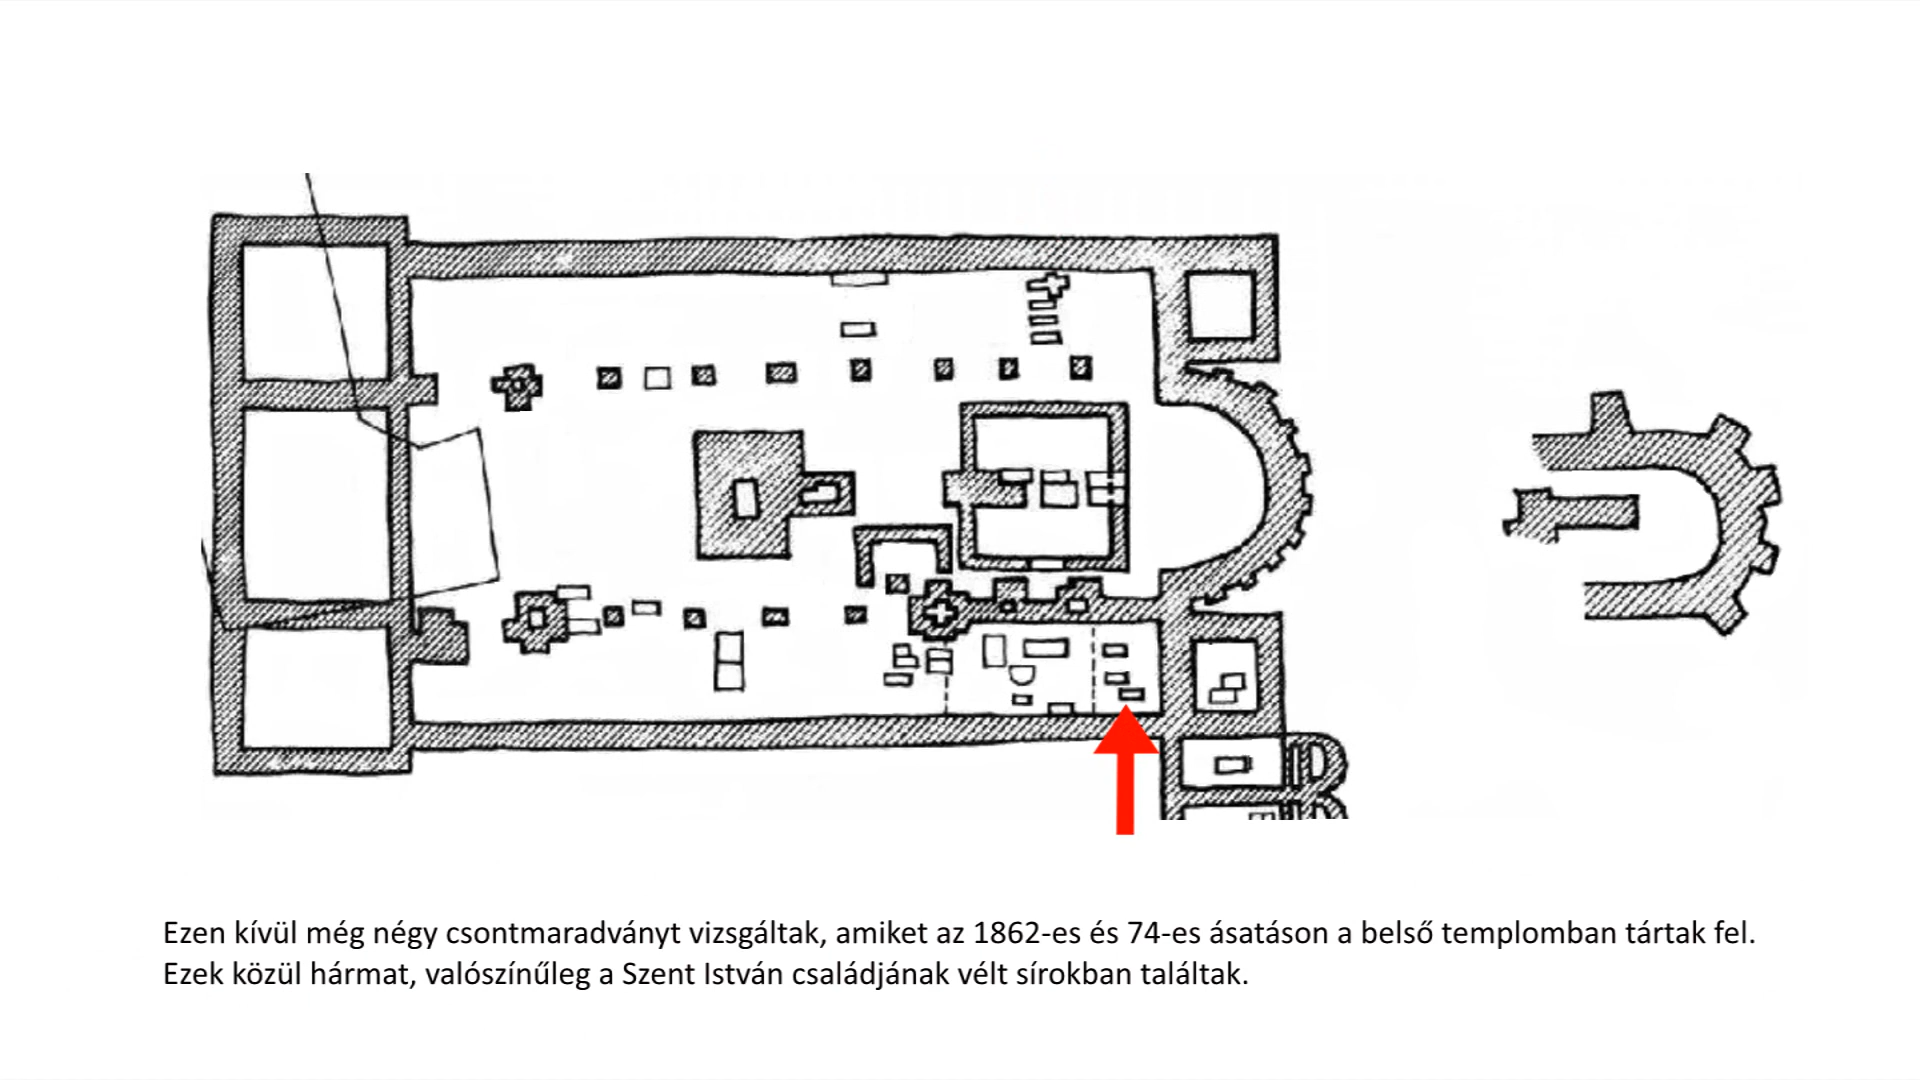 Ezen kívül még négy csontmaradványt vizsgáltak, amiket az 1862-es és 74-es ásatáson a belső templomban tártak fel.
Ezek közül hármat, valószínűleg a Szent István családjának vélt sírokban találtak.